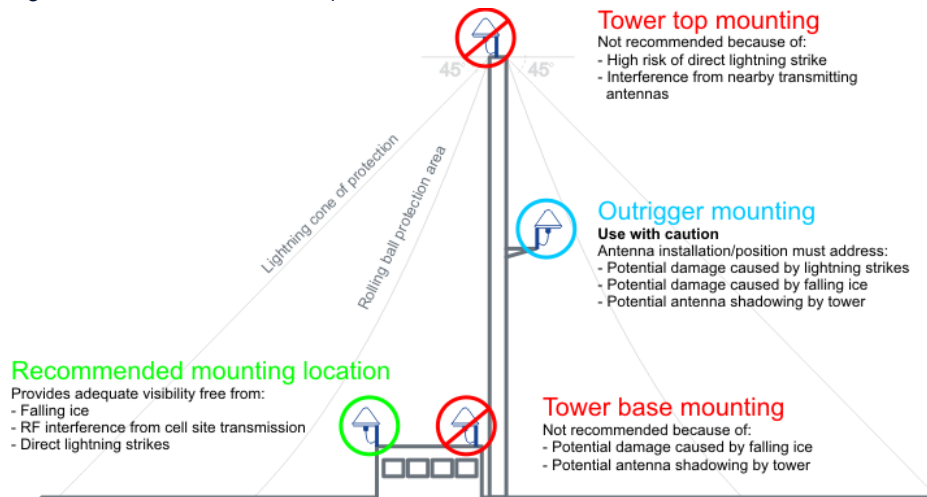 Tower top mounting
Not recommended because of:
- High risk of direct lightning strike
- Interference from nearby transmitting
antennas
45° 45°
Lightning cone of protection
Rolling ball protection area
Outrigger mounting
Use with caution
Antenna installation/position must address:
- Potential damage caused by lightning strikes
- Potential damage caused by falling ice
- Potential antenna shadowing by tower
Recommended mounting location
Provides adequate visibility free from:
- Falling ice
- RF interference from cell site transmission
- Direct lightning strikes
Tower base mounting
Not recommended because of:
- Potential damage caused by falling ice
- Potential antenna shadowing by tower